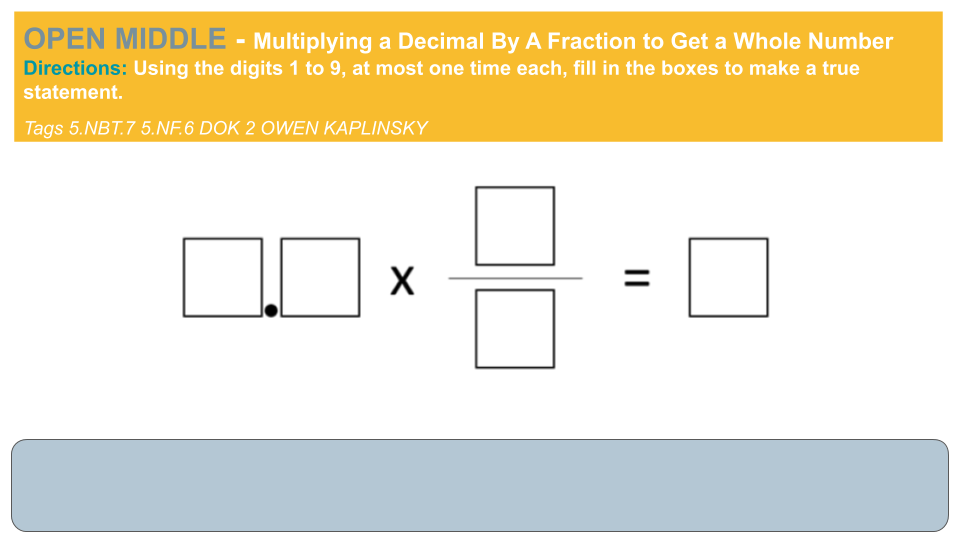 OPEN MIDDLE - Multiplying a Decimal By A Fraction to Get a Whole Number
Directions: Using the digits 1 to 9, at most one time each, fill in the boxes to make a true
statement.
Tags 5.NBT.7 5.NF.6 DOK 2 OWEN KAPLINSKY
. x =